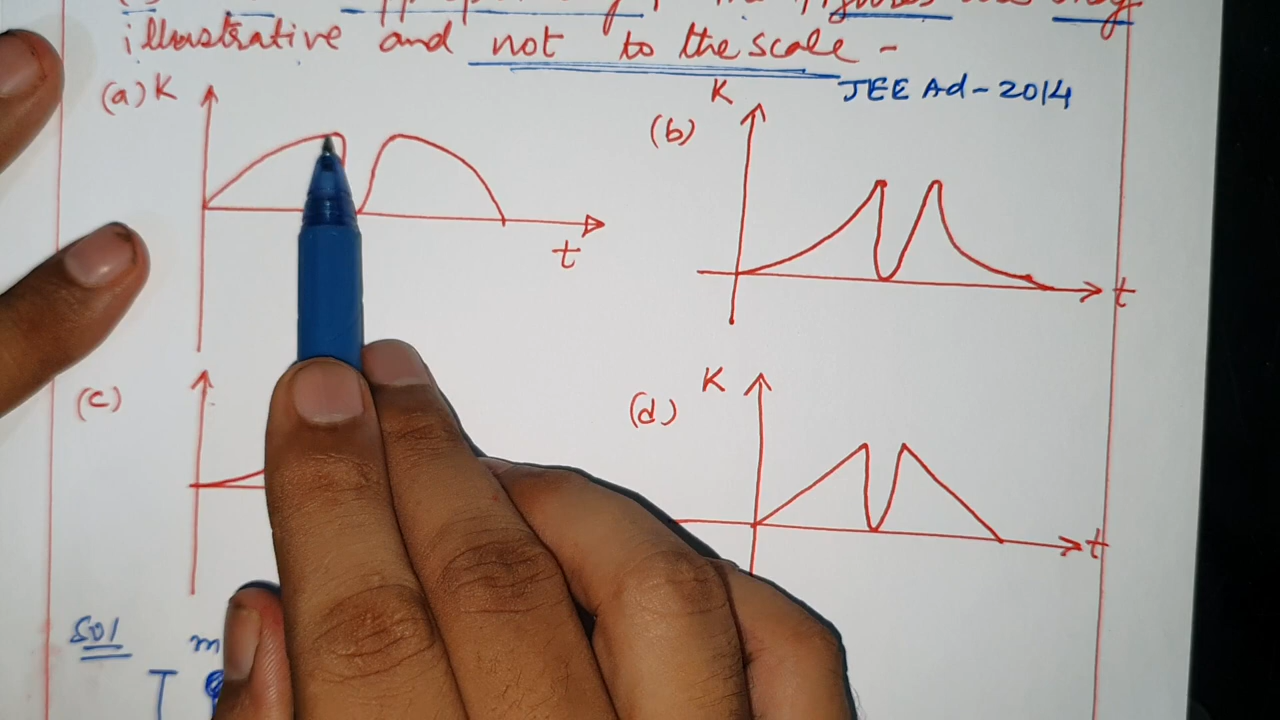 illustrative and not to the scale -
JEE Ad - 2014
(a) K
t
(b)
K
t
(c)
(d)
K
t
Sol
m